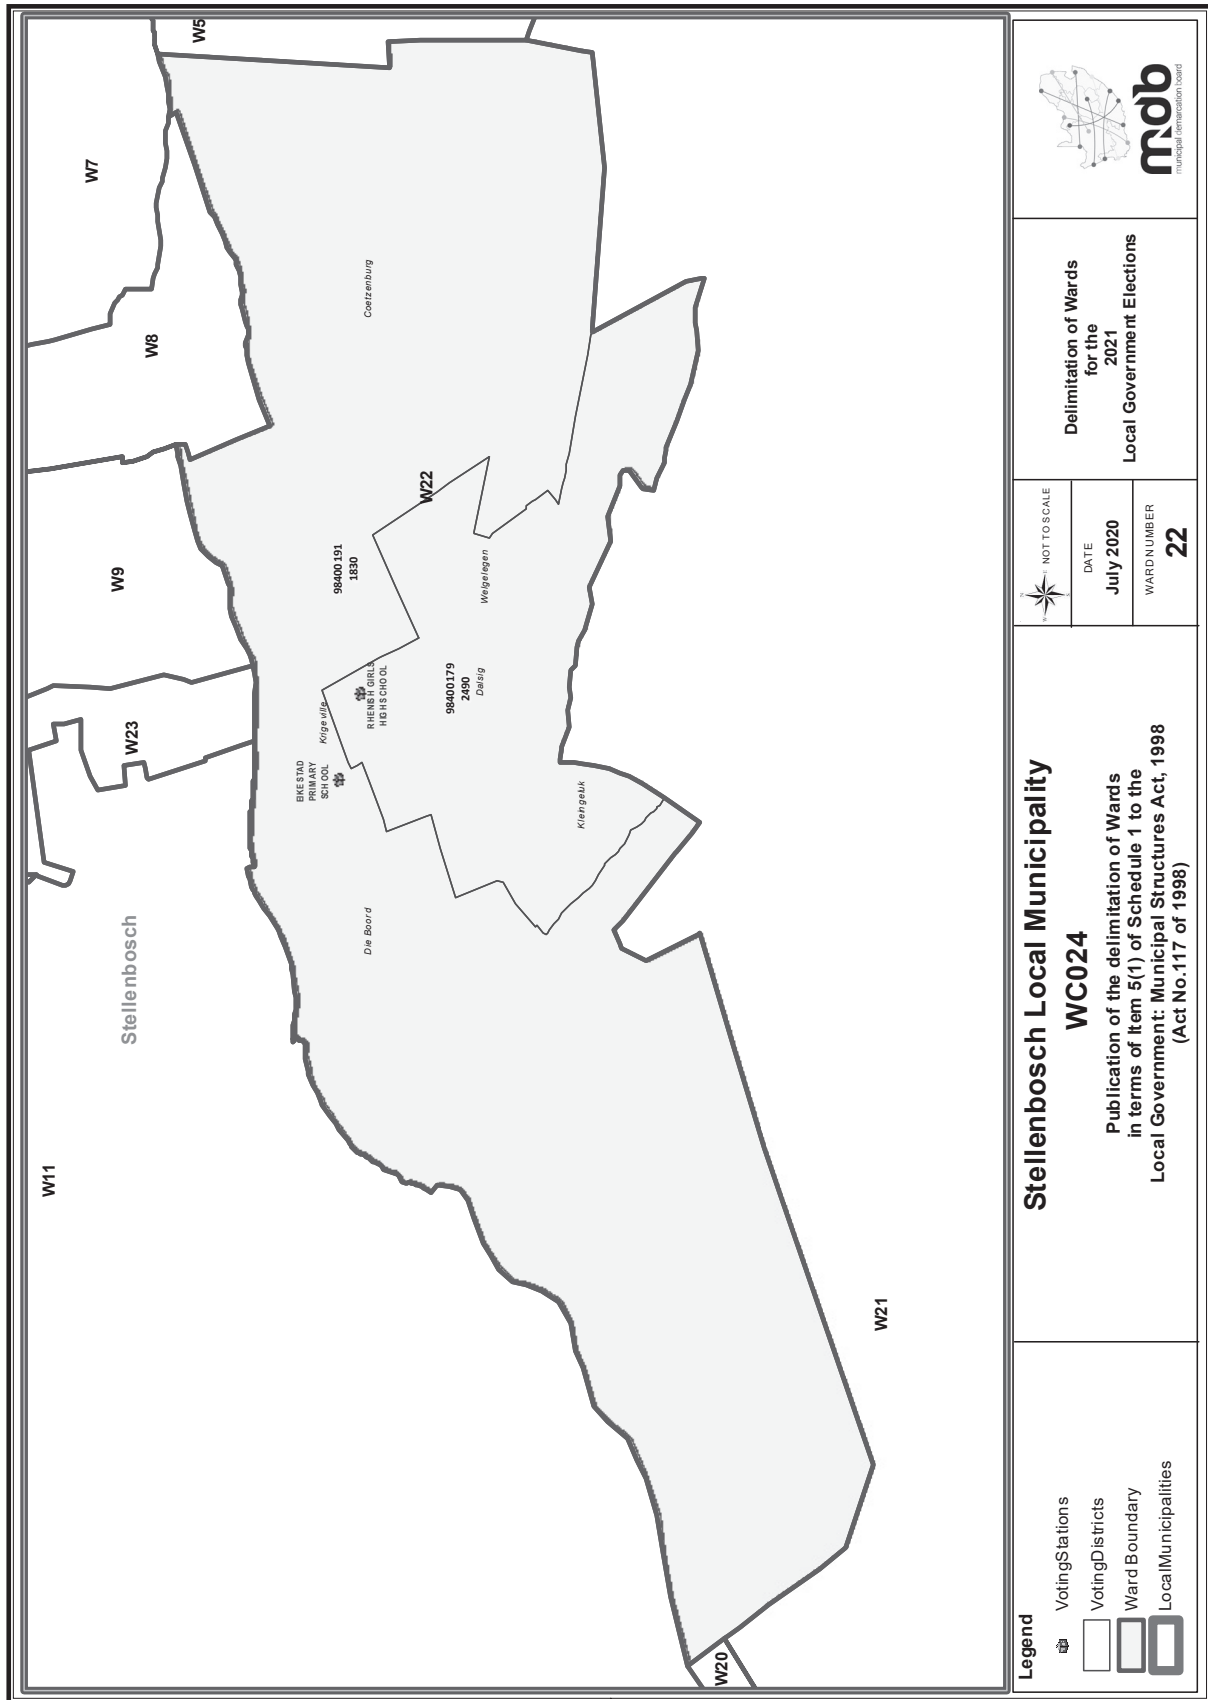 W5
W7
W8
W9
W23
W11
Stellenbosch
Coetzenburg
W22
98400191
1830
Welgelegen
98400179
2490
Dalsig
RHENISH GIRLS
HIGH SCHOOL
Krigeville
EIKESTAD
PRIMARY
SCHOOL
Kleingeluk
Die Boord
W21
W20
Legend
VotingStations
VotingDistricts
Ward Boundary
LocalMunicipalities
Stellenbosch Local Municipality
WC024
Publication of the delimitation of Wards
in terms of Item 5(1) of Schedule 1 to the
Local Government: Municipal Structures Act, 1998
(Act No.117 of 1998)
N
E
S
W
NOT TO SCALE
DATE
July 2020
WARD NUMBER
22
Delimitation of Wards
for the
2021
Local Government Elections
mdb
municipal demarcation board